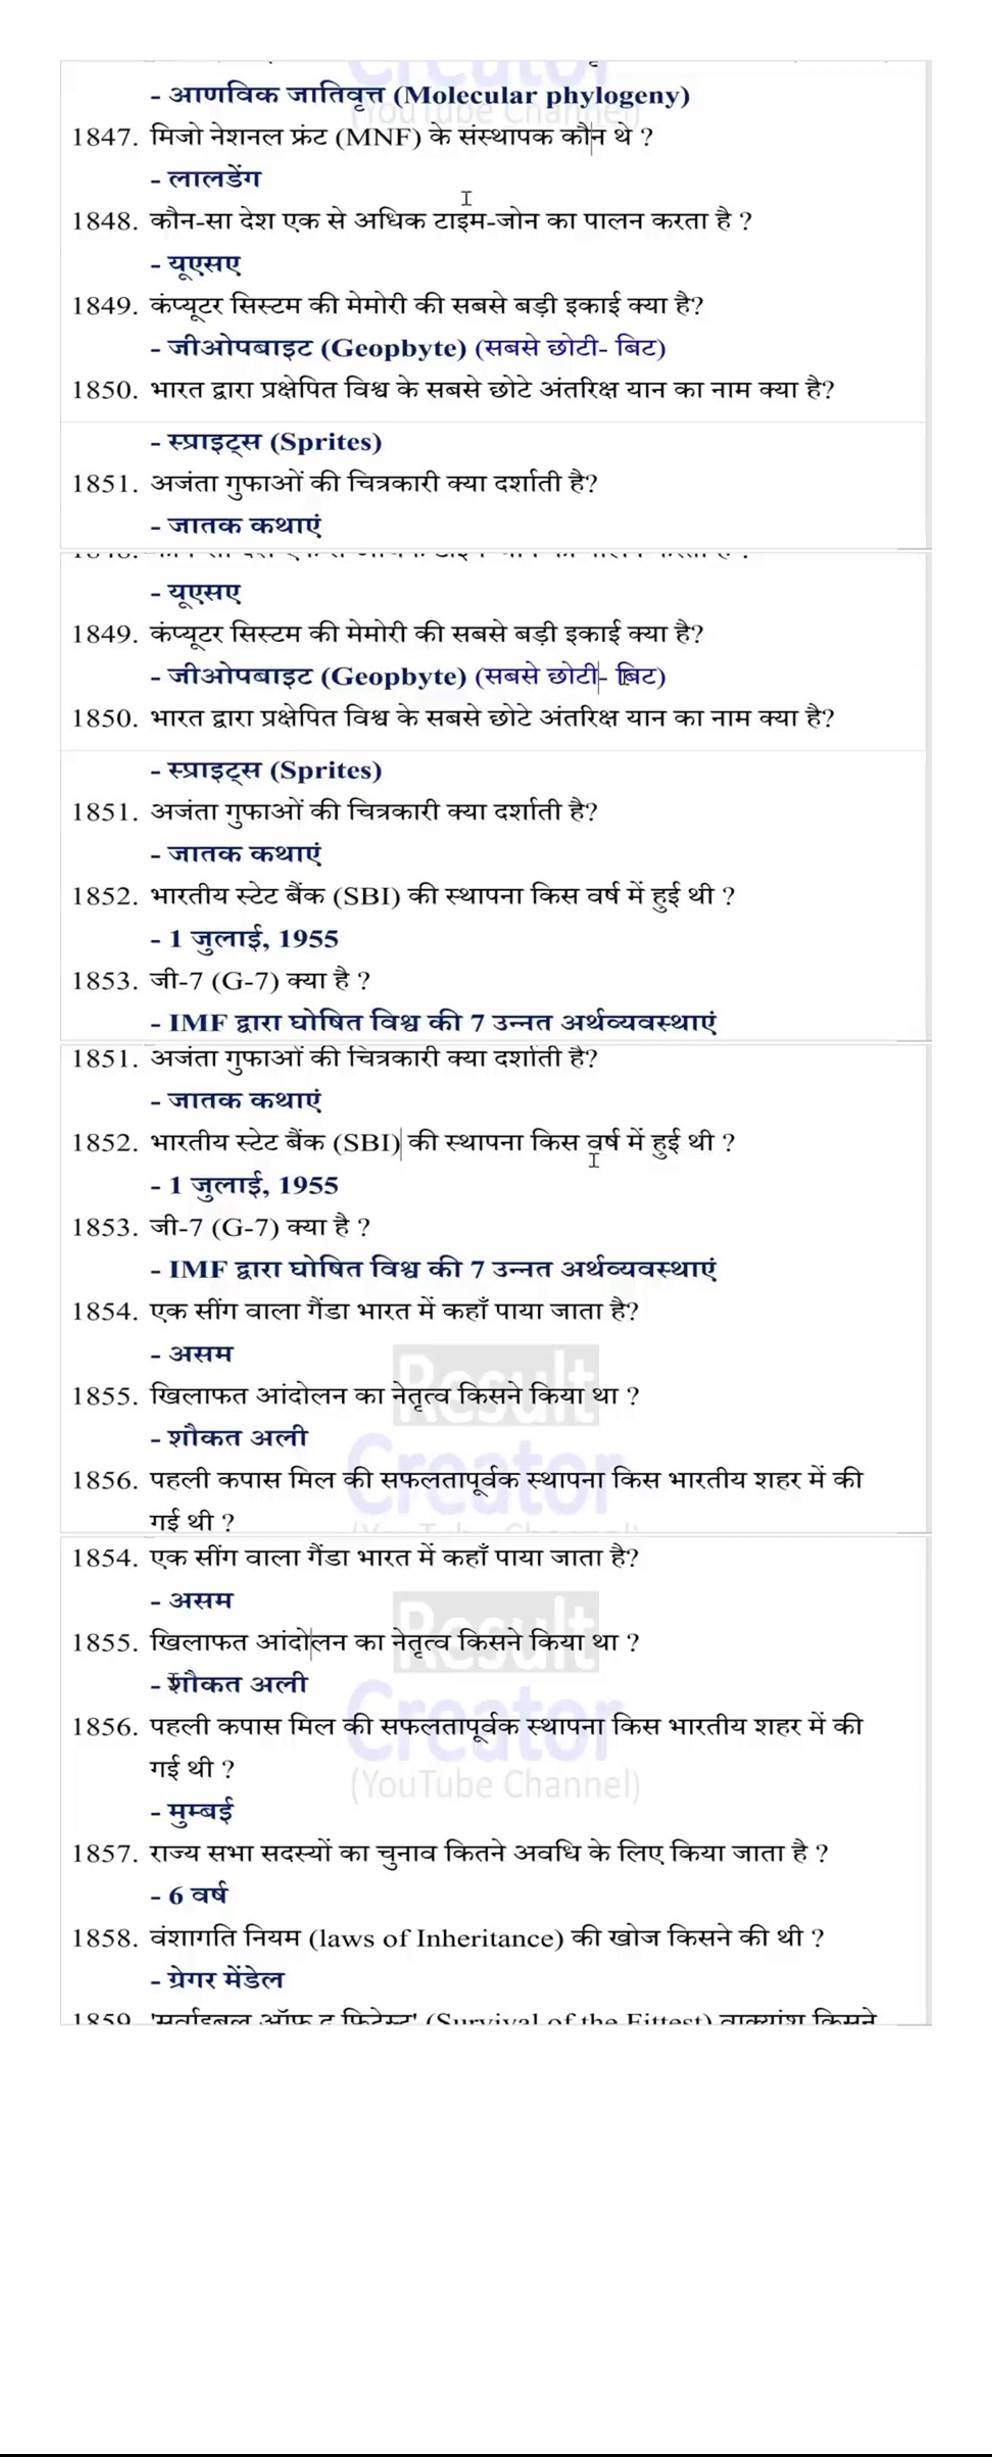 - आणविक जातिवृत्त (Molecular phylogeny)
(YouTube Channel)
1847. मिजो नेशनल फ्रंट (MNF) के संस्थापक कौन थे ?
- लालडेंग
1848. कौन-सा देश एक से अधिक टाइम-जोन का पालन करता है ?
- यूएसए
1849. कंप्यूटर सिस्टम की मेमोरी की सबसे बड़ी इकाई क्या है?
- जीओपबाइट (Geopbyte) (सबसे छोटी- बिट)
1850. भारत द्वारा प्रक्षेपित विश्व के सबसे छोटे अंतरिक्ष यान का नाम क्या है?
- स्प्राइट्स (Sprites)
1851. अजंता गुफाओं की चित्रकारी क्या दर्शाती है?
- जातक कथाएं
- यूएसए
1849. कंप्यूटर सिस्टम की मेमोरी की सबसे बड़ी इकाई क्या है?
- जीओपबाइट (Geopbyte) (सबसे छोटी- बिट)
1850. भारत द्वारा प्रक्षेपित विश्व के सबसे छोटे अंतरिक्ष यान का नाम क्या है?
- स्प्राइट्स (Sprites)
1851. अजंता गुफाओं की चित्रकारी क्या दर्शाती है?
- जातक कथाएं
1852. भारतीय स्टेट बैंक (SBI) की स्थापना किस वर्ष में हुई थी ?
- 1 जुलाई, 1955
1853. जी-7 (G-7) क्या है ?
- IMF द्वारा घोषित विश्व की 7 उन्नत अर्थव्यवस्थाएं
1851. अजंता गुफाओं की चित्रकारी क्या दर्शाती है?
- जातक कथाएं
1852. भारतीय स्टेट बैंक (SBI) की स्थापना किस वर्ष में हुई थी ?
- 1 जुलाई, 1955
1853. जी-7 (G-7) क्या है ?
- IMF द्वारा घोषित विश्व की 7 उन्नत अर्थव्यवस्थाएं
1854. एक सींग वाला गैंडा भारत में कहाँ पाया जाता है?
- असम
Result
1855. खिलाफत आंदोलन का नेतृत्व किसने किया था ?
- शौकत अली
Creator
1856. पहली कपास मिल की सफलतापूर्वक स्थापना किस भारतीय शहर में की
गई थी ?
1854. एक सींग वाला गैंडा भारत में कहाँ पाया जाता है?
- असम
Result
1855. खिलाफत आंदोलन का नेतृत्व किसने किया था ?
- शौकत अली
Creator
1856. पहली कपास मिल की सफलतापूर्वक स्थापना किस भारतीय शहर में की
गई थी ?
(YouTube Channel)
- मुम्बई
1857. राज्य सभा सदस्यों का चुनाव कितने अवधि के लिए किया जाता है ?
- 6 वर्ष
1858. वंशागति नियम (laws of Inheritance) की खोज किसने की थी ?
- ग्रेगर मेंडेल
1859. 'सर्वाइबल ऑफ द फिटेस्ट' (Survival of the Fittest) वाक्यांश किसने